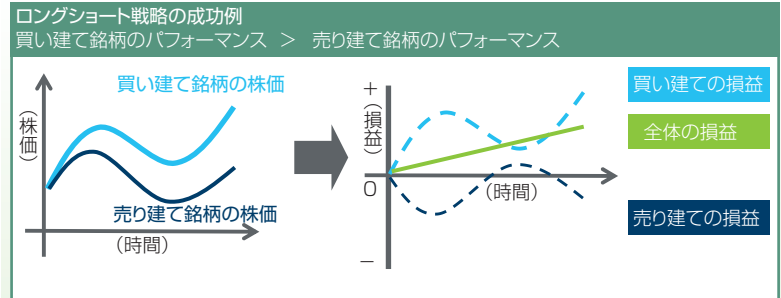 ロングショート戦略の成功例
買い建て銘柄のパフォーマンス ＞ 売り建て銘柄のパフォーマンス
買い建て銘柄の株価
（株価）
売り建て銘柄の株価
（時間）
＋
（損益）
0
（時間）
－
買い建ての損益
全体の損益
売り建ての損益